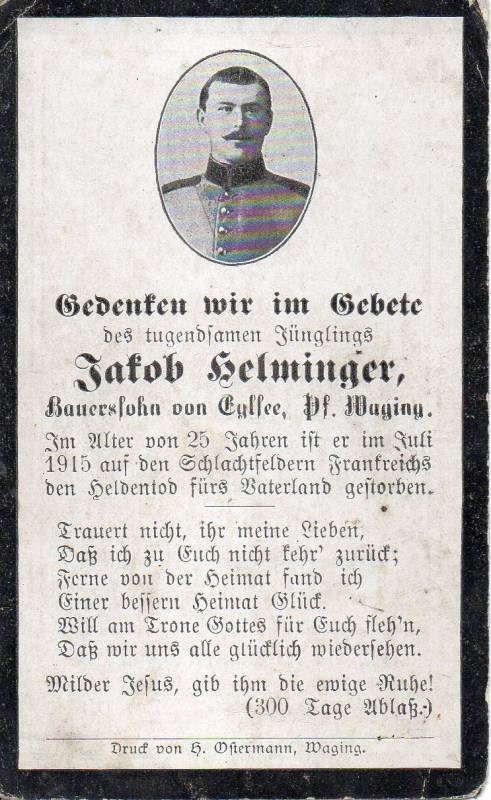 Gedenken wir im Gebete
des tugendsamen Jünglings
Jakob Helminger,
Bauerssohn von Eglsee, Pf. Waging.
Im Alter von 25 Jahren ist er im Juli
1915 auf den Schlachtfeldern Frankreichs
den Heldentod fürs Vaterland gestorben.
Trauert nicht, ihr meine Lieben,
Daß ich zu Euch nicht kehr' zurück;
Ferne von der Heimat fand ich
Einer bessern Heimat Glück.
Will am Trone Gottes für Euch fleh'n,
Daß wir uns alle glücklich wiedersehen.
Milder Jesus, gib ihm die ewige Ruhe!
(300 Tage Ablaß.)
Druck von H. Ostermann, Waging.